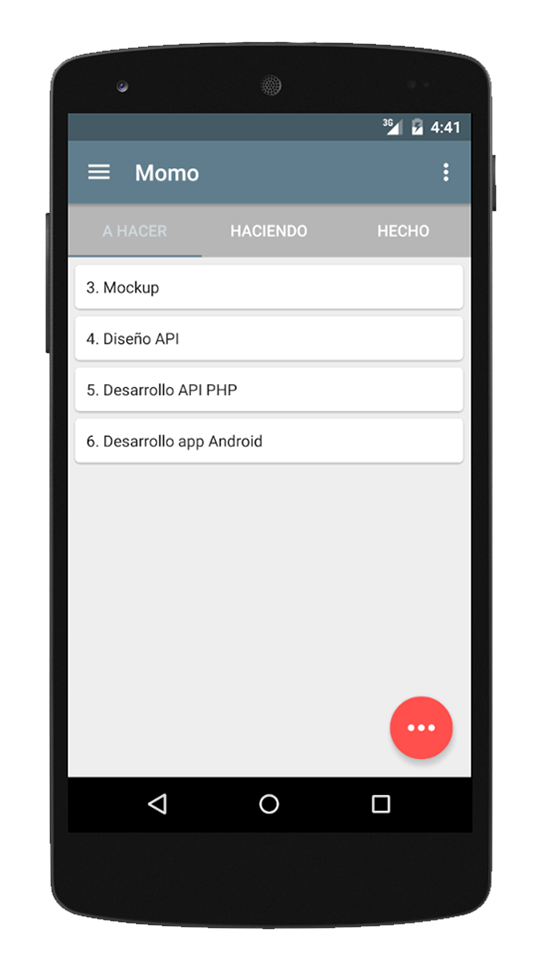 3G 4:41
Momo
A HACER HACIENDO HECHO
3. Mockup
4. Diseño API
5. Desarrollo API PHP
6. Desarrollo app Android